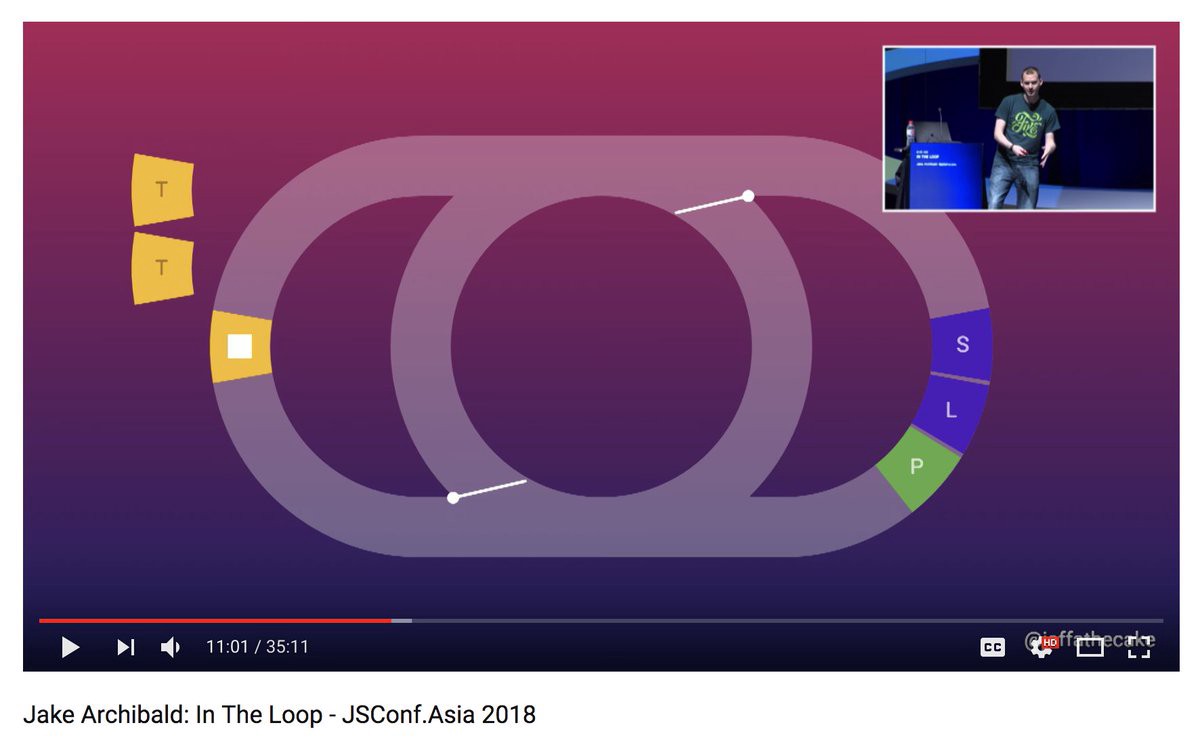 T
T
S
L
P
IN THE LOOP
11:01 / 35:11
CC
HD
@jaffathecake
Jake Archibald: In The Loop - JSConf.Asia 2018